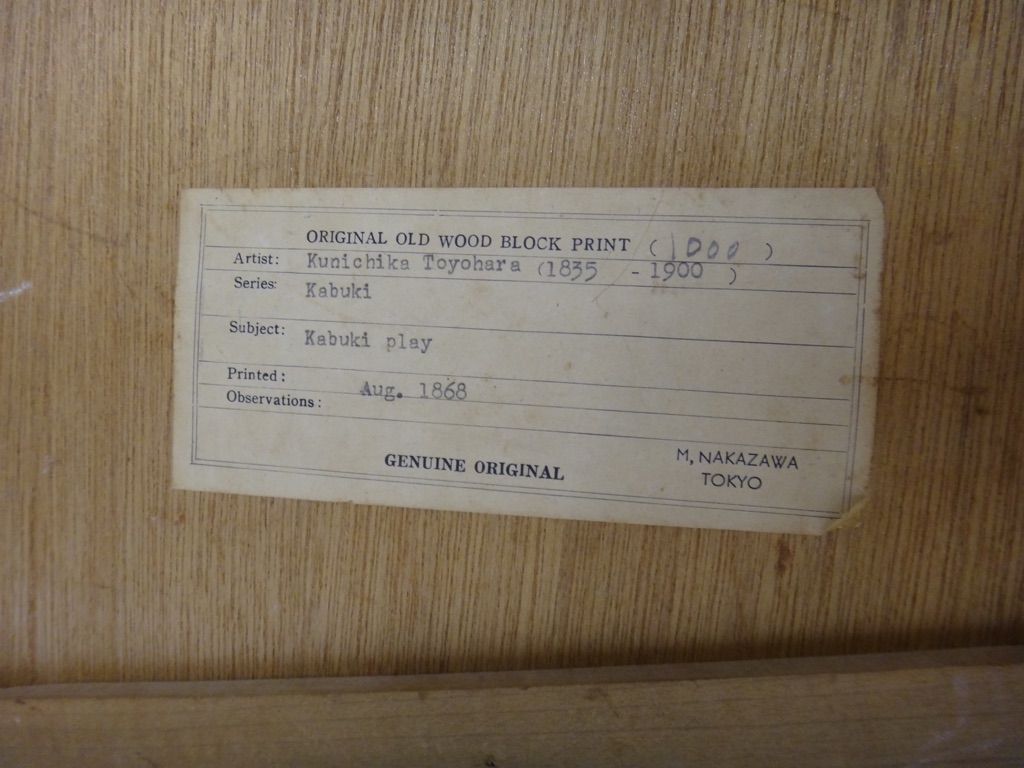 ORIGINAL OLD WOOD BLOCK PRINT (1000)
Artist: Kunichika Toyohara (1835 - 1900 )
Series: Kabuki
Subject: Kabuki play
Printed: Aug. 1868
Observations:
GENUINE ORIGINAL
M, NAKAZAWA
TOKYO